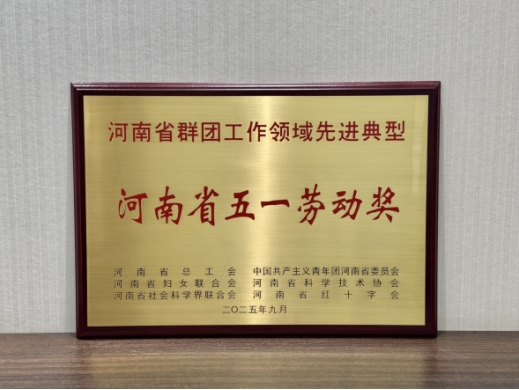 河南省群团工作领域先进典型
河南省五一劳动奖
河南省总工会 中国共产主义青年团河南省委员会
河南省妇女联合会 河南省科学技术协会
河南省社会科学界联合会 河南省红十字会
二〇二五年九月